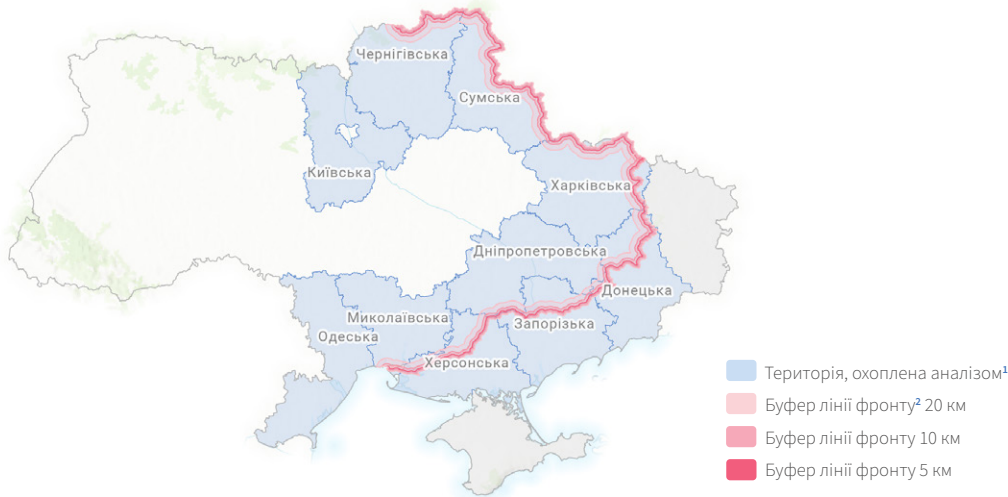 Чернігівська
Сумська
Київська
Харківська
Дніпропетровська
Донецька
Миколаївська
Запорізька
Одеська
Херсонська
Територія, охоплена аналізом¹
Буфер лінії фронту² 20 км
Буфер лінії фронту 10 км
Буфер лінії фронту 5 км